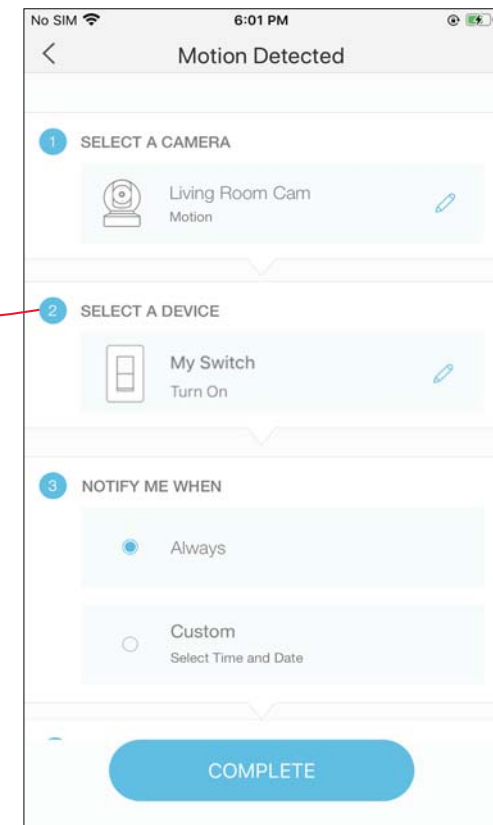 No SIM 6:01 PM
Motion Detected
1 SELECT A CAMERA
Living Room Cam
Motion
2 SELECT A DEVICE
My Switch
Turn On
3 NOTIFY ME WHEN
Always
Custom
Select Time and Date
COMPLETE